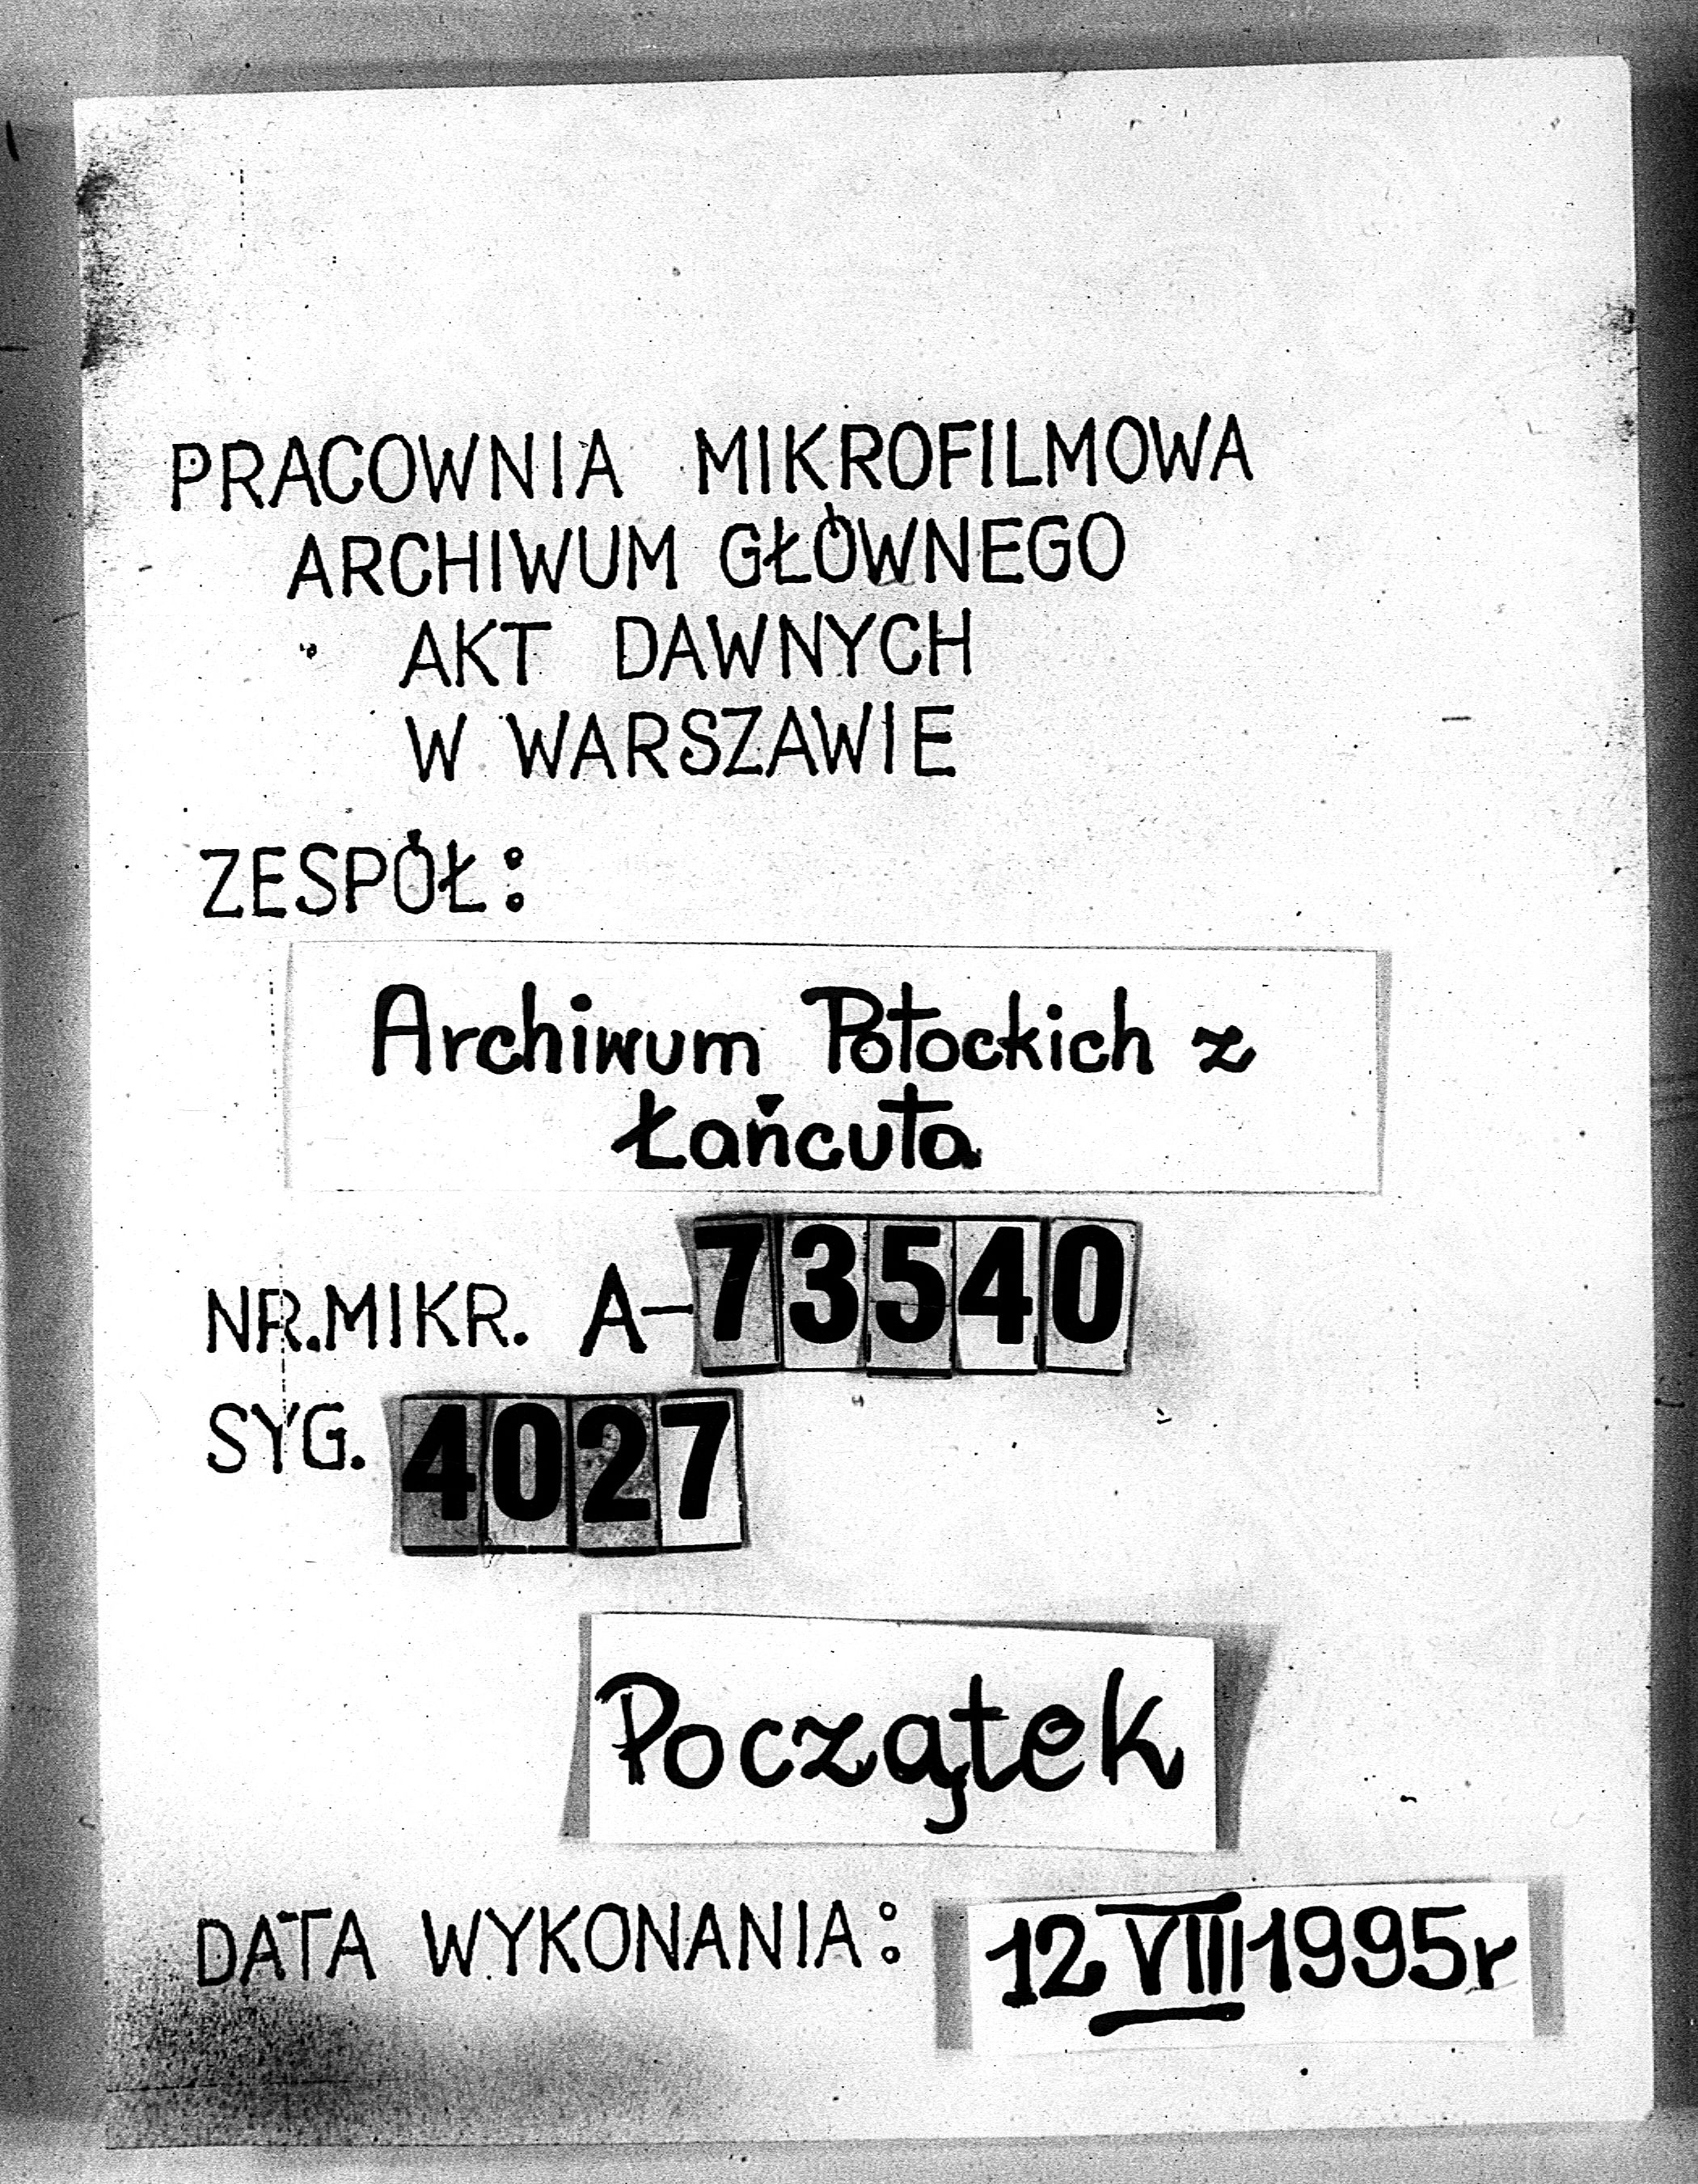 PRACOWNIA MIKROFILMOWA
ARCHIWUM GŁÓWNEGO
AKT DAWNYCH
W WARSZAWIE
ZESPÓŁ:
Archiwum Potockich z
Łańcuta
NR.MIKR. A-73540
SYG. 4027
Początek
DATA WYKONANIA: 12 VIII 1995r